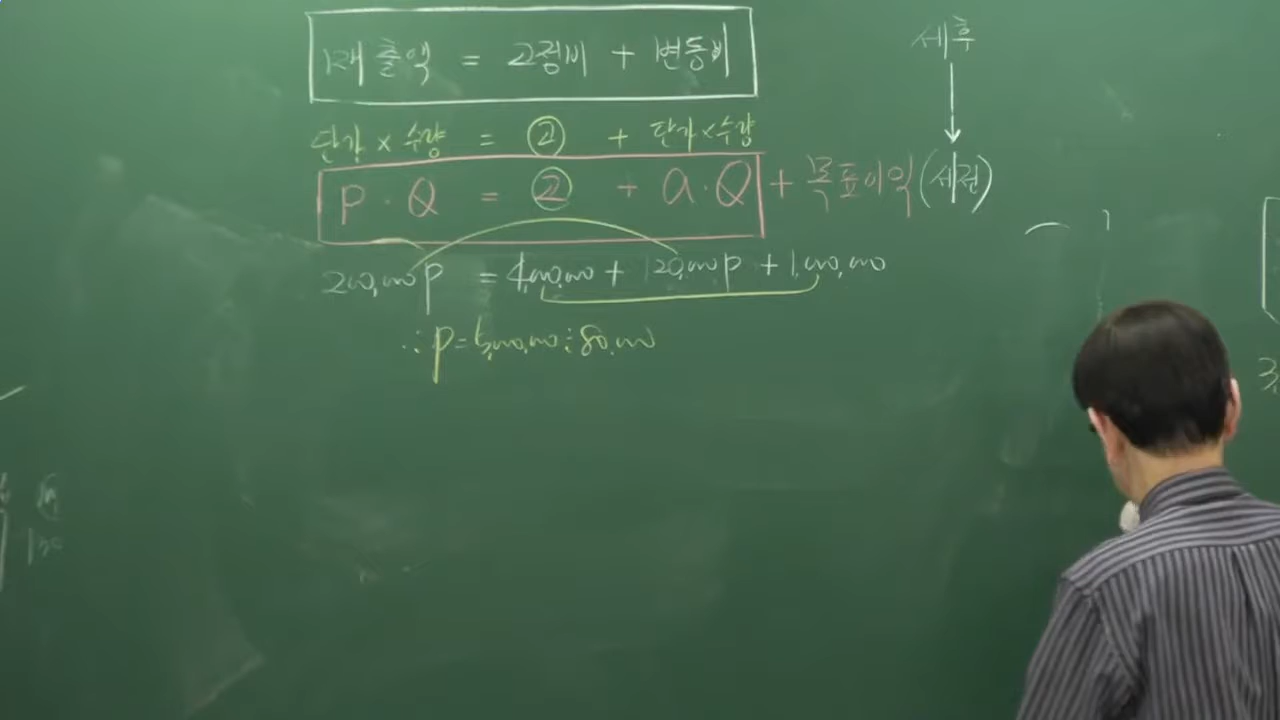 매출액 = 고정비 + 변동비
세후
단가 × 수량 = ㉠ + 단가 × 수량
P · Q = ㉠ + a · Q + 목표이익 (세전)
200,000p = 4,000,000 + 120,000p + 1,000,000
∴ p = 5,000,000 ÷ 80,000